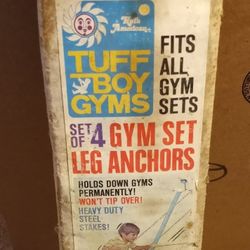 Roth
American
TUFF
BOY
GYMS
FITS
ALL
GYM
SETS
SET OF 4 GYM SET
LEG ANCHORS
HOLDS DOWN GYMS
PERMANENTLY!
WON'T TIP OVER!
HEAVY DUTY
STEEL
STAKES!